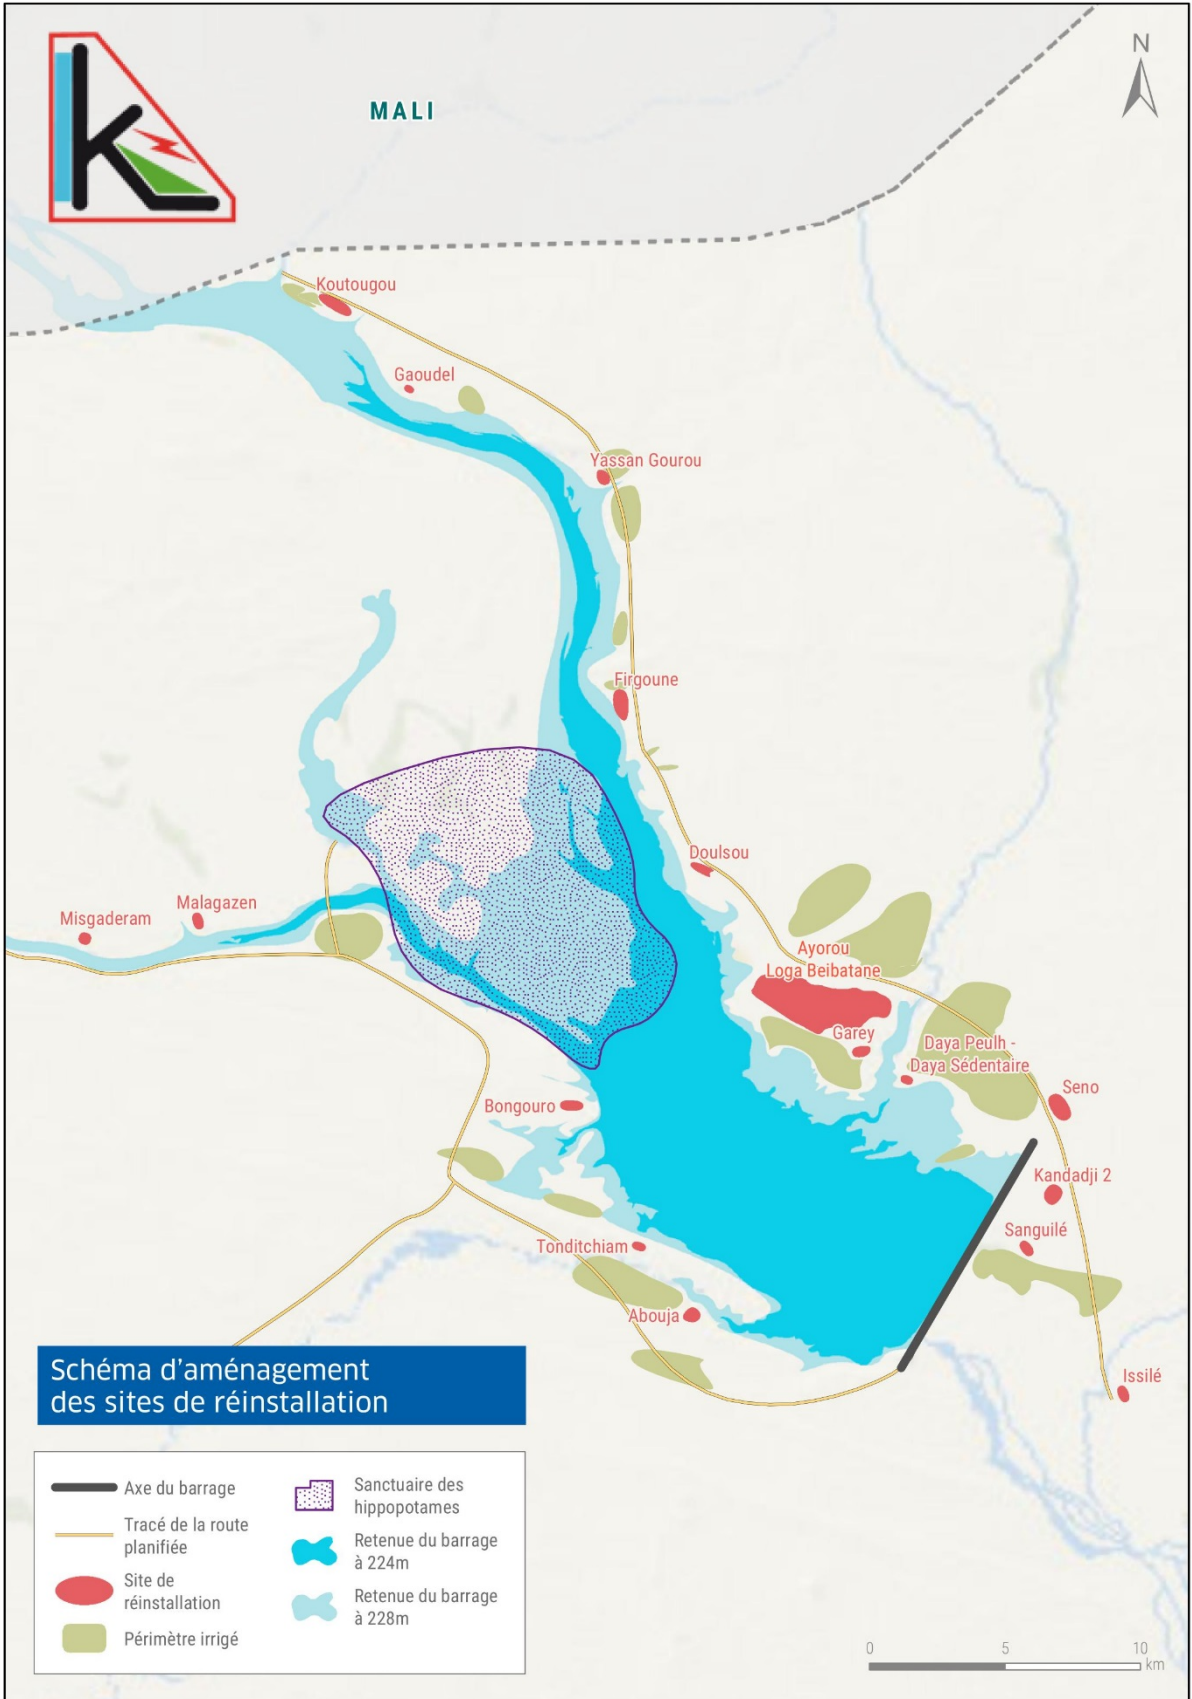 N
MALI
Koutougou
Gaoudel
Yassan Gourou
Firgoune
Doulsou
Malagazen
Misgaderam
Ayorou
Loga Beibatane
Garey
Daya Peulh -
Daya Sédentaire
Seno
Bongouro
Kandadji 2
Sanguilé
Tonditchiam
Abouja
Issilé
Schéma d'aménagement
des sites de réinstallation
Axe du barrage
Tracé de la route
planifiée
Site de
réinstallation
Périmètre irrigé
Sanctuaire des
hippopotames
Retenue du barrage
à 224m
Retenue du barrage
à 228m
0 5 10
km